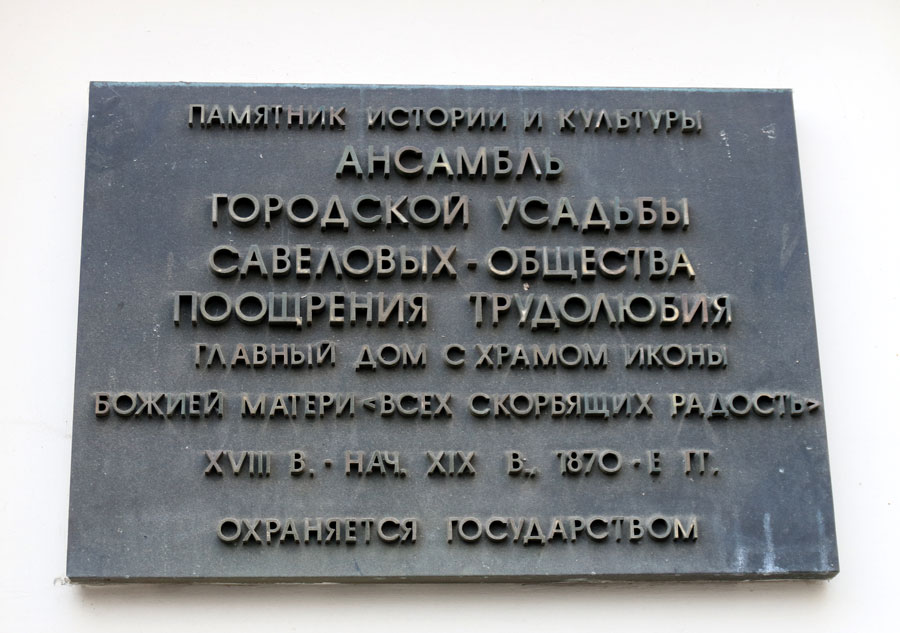 ПАМЯТНИК ИСТОРИИ И КУЛЬТУРЫ
АНСАМБЛЬ
ГОРОДСКОЙ УСАДЬБЫ
САВЕЛОВЫХ - ОБЩЕСТВА
ПООЩРЕНИЯ ТРУДОЛЮБИЯ
ГЛАВНЫЙ ДОМ С ХРАМОМ ИКОНЫ
БОЖИЕЙ МАТЕРИ <ВСЕХ СКОРБЯЩИХ РАДОСТЬ>
XVIII В. - НАЧ. XIX В., 1870 - Е ГГ.
ОХРАНЯЕТСЯ ГОСУДАРСТВОМ